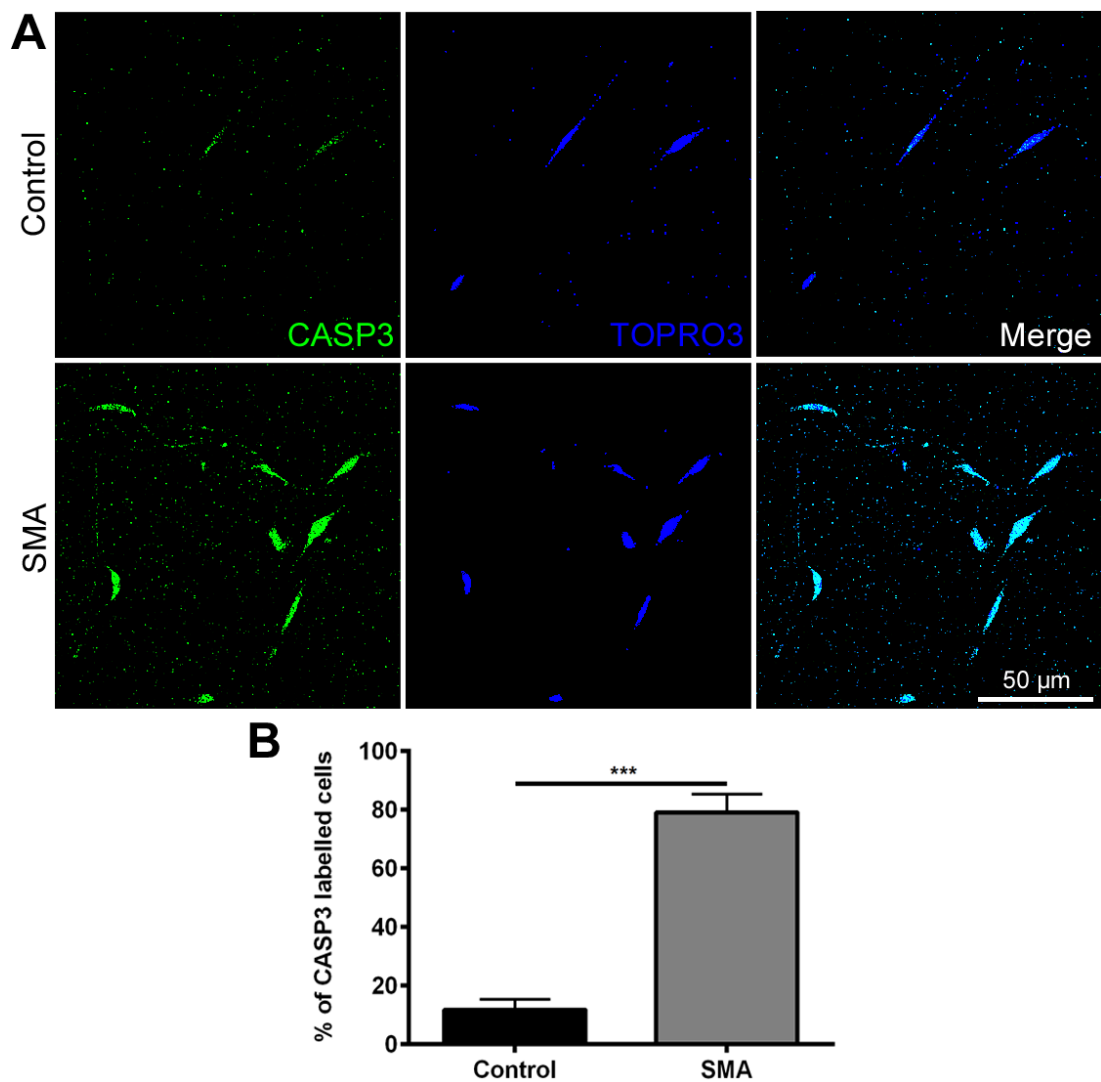 A
Control
CASP3
TOPRO3
Merge
SMA
50 µm
B
% of CASP3 labelled cells
100
80
60
40
20
0
***
Control
SMA